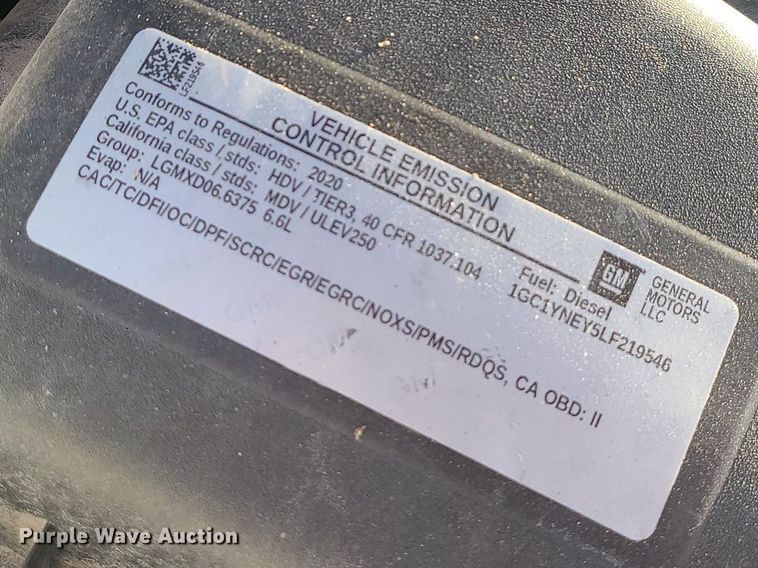 LF219546
VEHICLE EMISSION
CONTROL INFORMATION
GM
GENERAL
MOTORS
LLC
Conforms to Regulations: 2020
Fuel: Diesel
U.S. EPA class / stds: HDV / TIER3, 40 CFR 1037.104
1GC1YNEY5LF219546
California class / stds: MDV / ULEV250
Group: LGMXD06.6375 6.6L
Evap: N/A
CAC/TC/DFI/OC/DPF/SCRC/EGR/EGRC/NOXS/PMS/RDQS, CA OBD: II
Purple Wave Auction